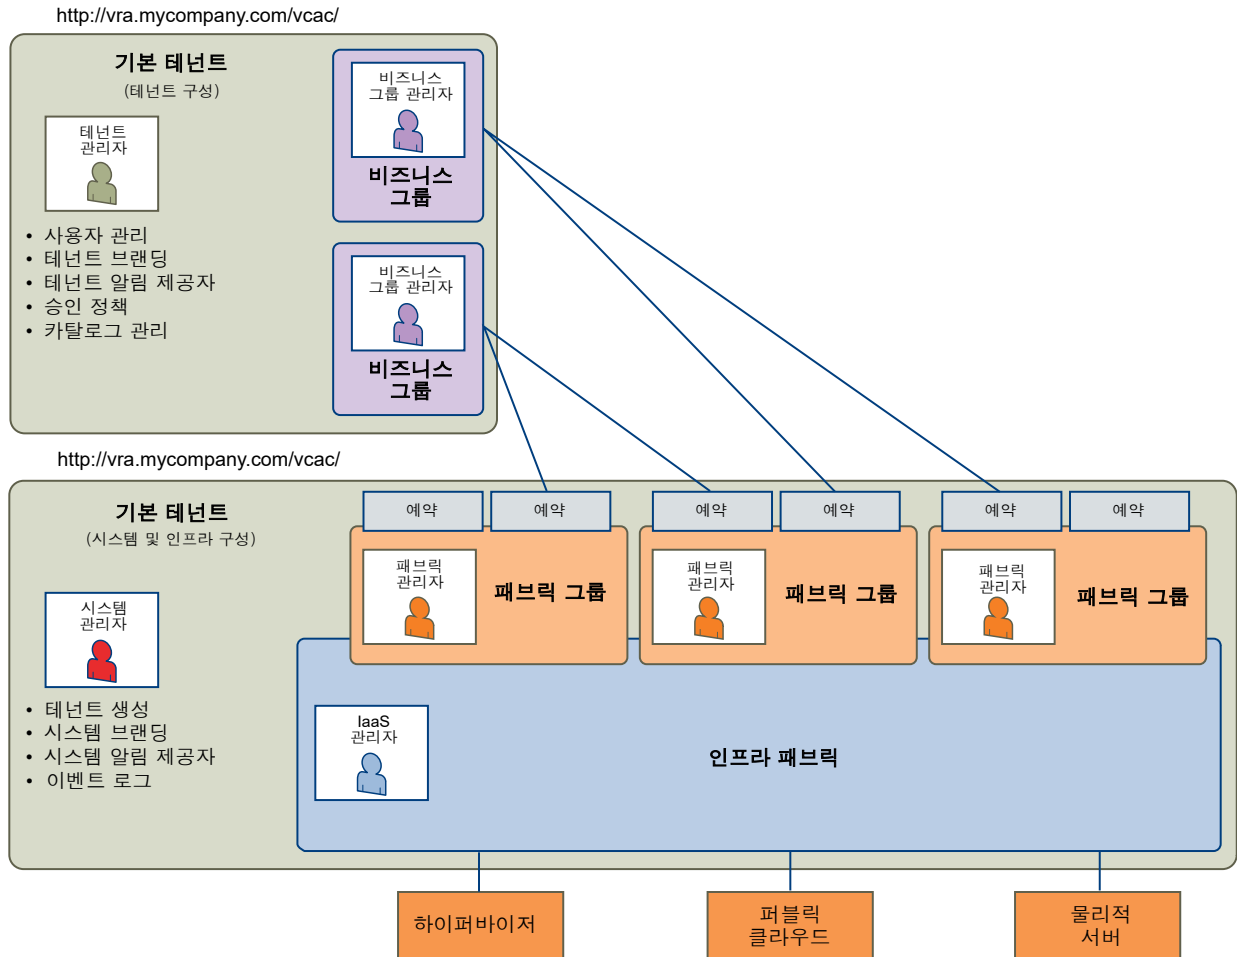 http://vra.mycompany.com/vcac/
기본 테넌트
(테넌트 구성)
테넌트
관리자
• 사용자 관리
• 테넌트 브랜딩
• 테넌트 알림 제공자
• 승인 정책
• 카탈로그 관리
비즈니스
그룹 관리자
비즈니스
그룹
비즈니스
그룹 관리자
비즈니스
그룹
http://vra.mycompany.com/vcac/
기본 테넌트
(시스템 및 인프라 구성)
시스템
관리자
• 테넌트 생성
• 시스템 브랜딩
• 시스템 알림 제공자
• 이벤트 로그
예약
예약
예약
예약
예약
예약
패브릭
관리자
패브릭 그룹
패브릭
관리자
패브릭 그룹
패브릭
관리자
패브릭 그룹
IaaS
관리자
인프라 패브릭
하이퍼바이저
퍼블릭
클라우드
물리적
서버